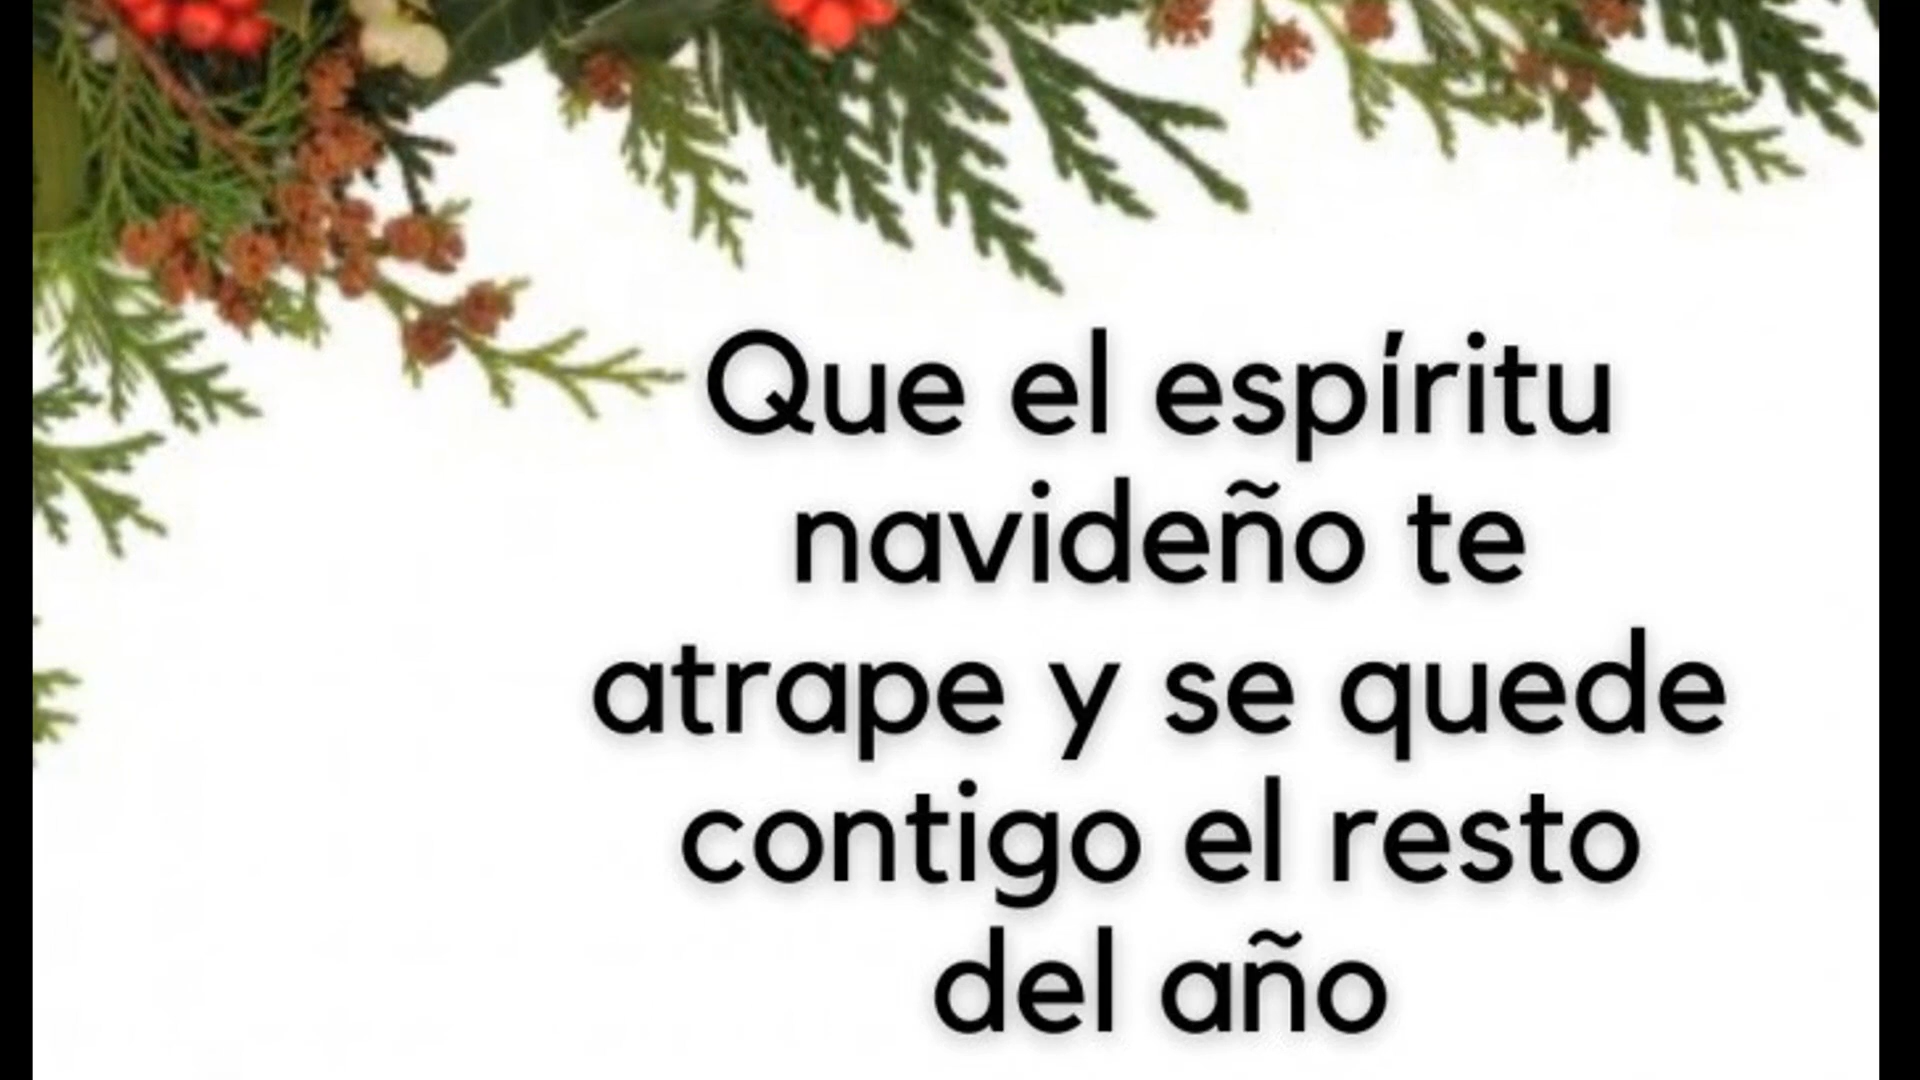 Que el espíritu
navideño te
atrape y se quede
contigo el resto
del año